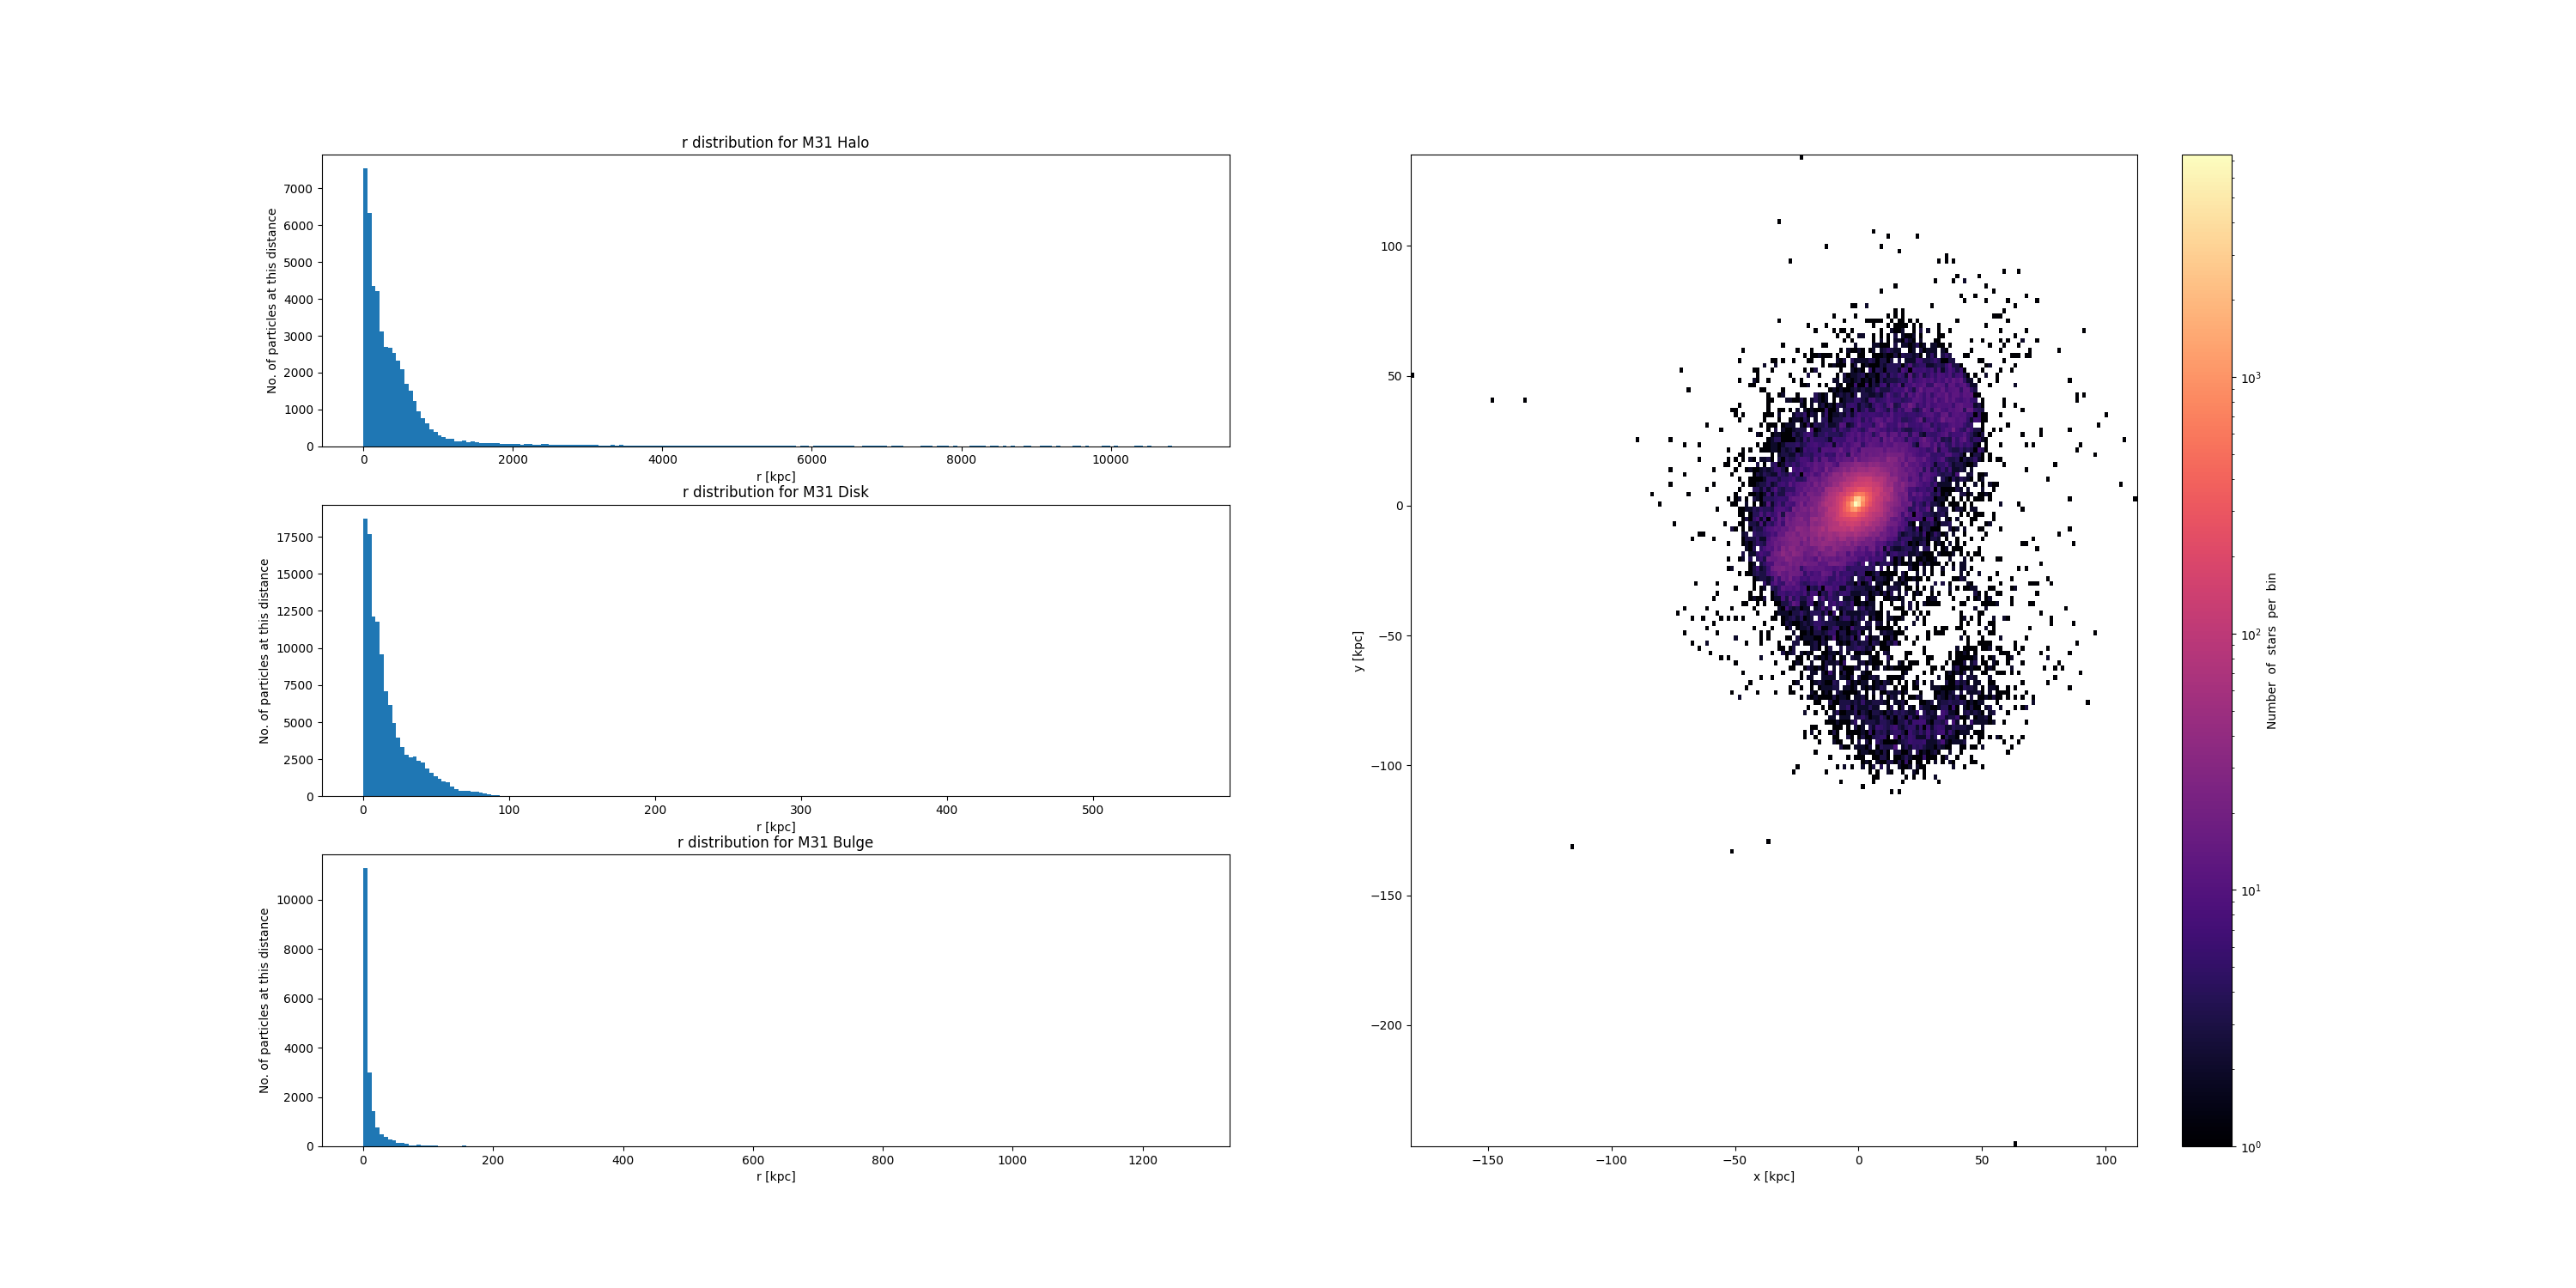 r distribution for M31 Halo
No. of particles at this distance
7000
6000
5000
4000
3000
2000
1000
0
0 2000 4000 6000 8000 10000
r [kpc]
r distribution for M31 Disk
No. of particles at this distance
17500
15000
12500
10000
7500
5000
2500
0
0 100 200 300 400 500
r [kpc]
r distribution for M31 Bulge
No. of particles at this distance
10000
8000
6000
4000
2000
0
0 200 400 600 800 1000 1200
r [kpc]
y [kpc]
100
50
0
−50
−100
−150
−200
−150 −100 −50 0 50 100
x [kpc]
10³
10²
10¹
10⁰
Number of stars per bin